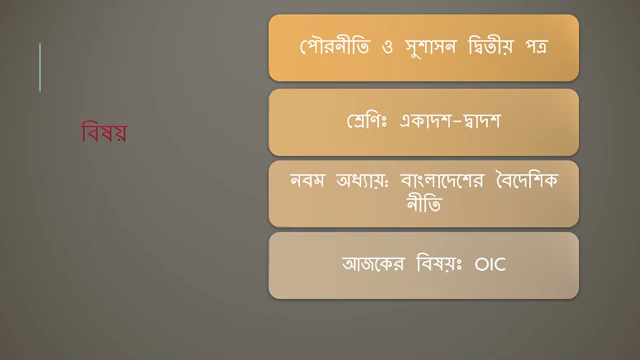 বিষয়
পৌরনীতি ও সুশাসন দ্বিতীয় পত্র
শ্রেণিঃ একাদশ-দ্বাদশ
নবম অধ্যায়: বাংলাদেশের বৈদেশিক
নীতি
আজকের বিষয়ঃ OIC